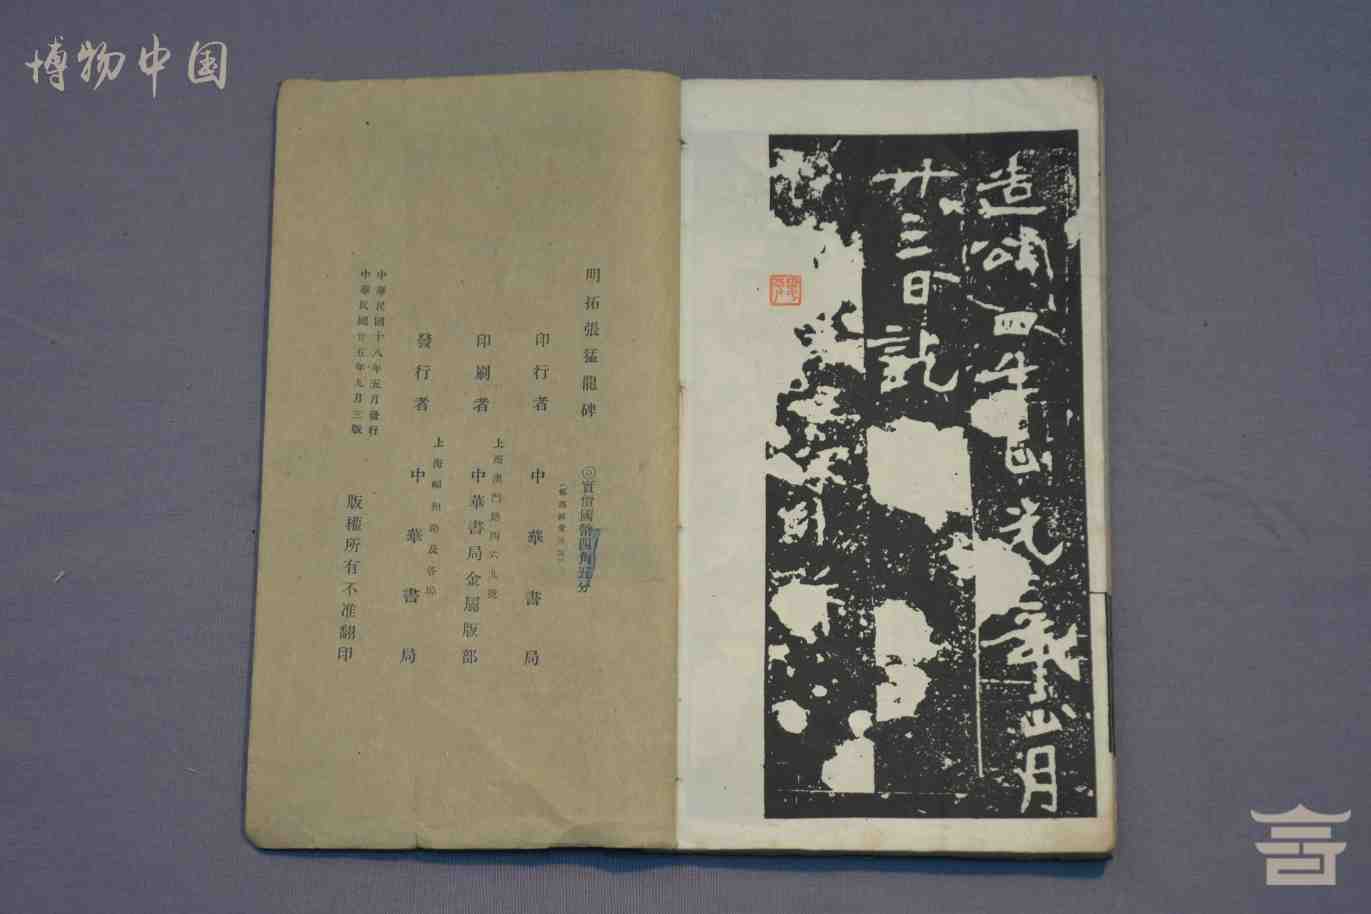 博物中国
造頌四年正光三年正月
廿三日訖
明拓張猛龍碑
◎實價國幣四角五分
印行者 中華書局
上海澳門路四六九號
印刷者 中華書局金屬版部
上海福州路及各埠
發行者 中華書局
中華民國十八年五月發行
中華民國廿五年九月三版
版權所有不准翻印